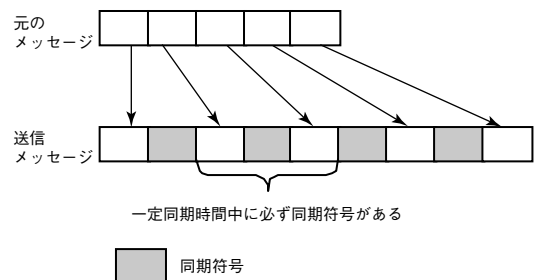 元の
メッセージ
送信
メッセージ
一定同期時間中に必ず同期符号がある
同期符号